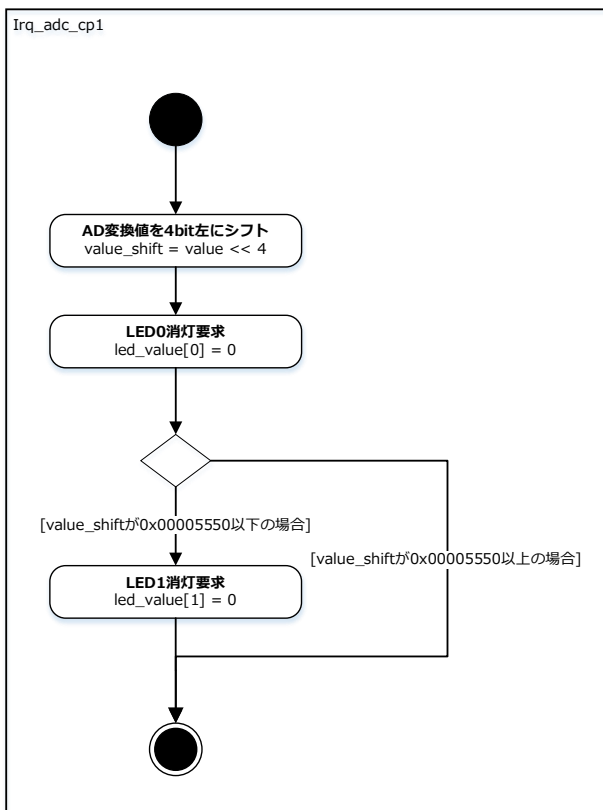 Irq_adc_cp1
AD変換値を4bit左にシフト
value_shift = value << 4
LED0消灯要求
led_value[0] = 0
[value_shiftが0x00005550以下の場合]
[value_shiftが0x00005550以上の場合]
LED1消灯要求
led_value[1] = 0